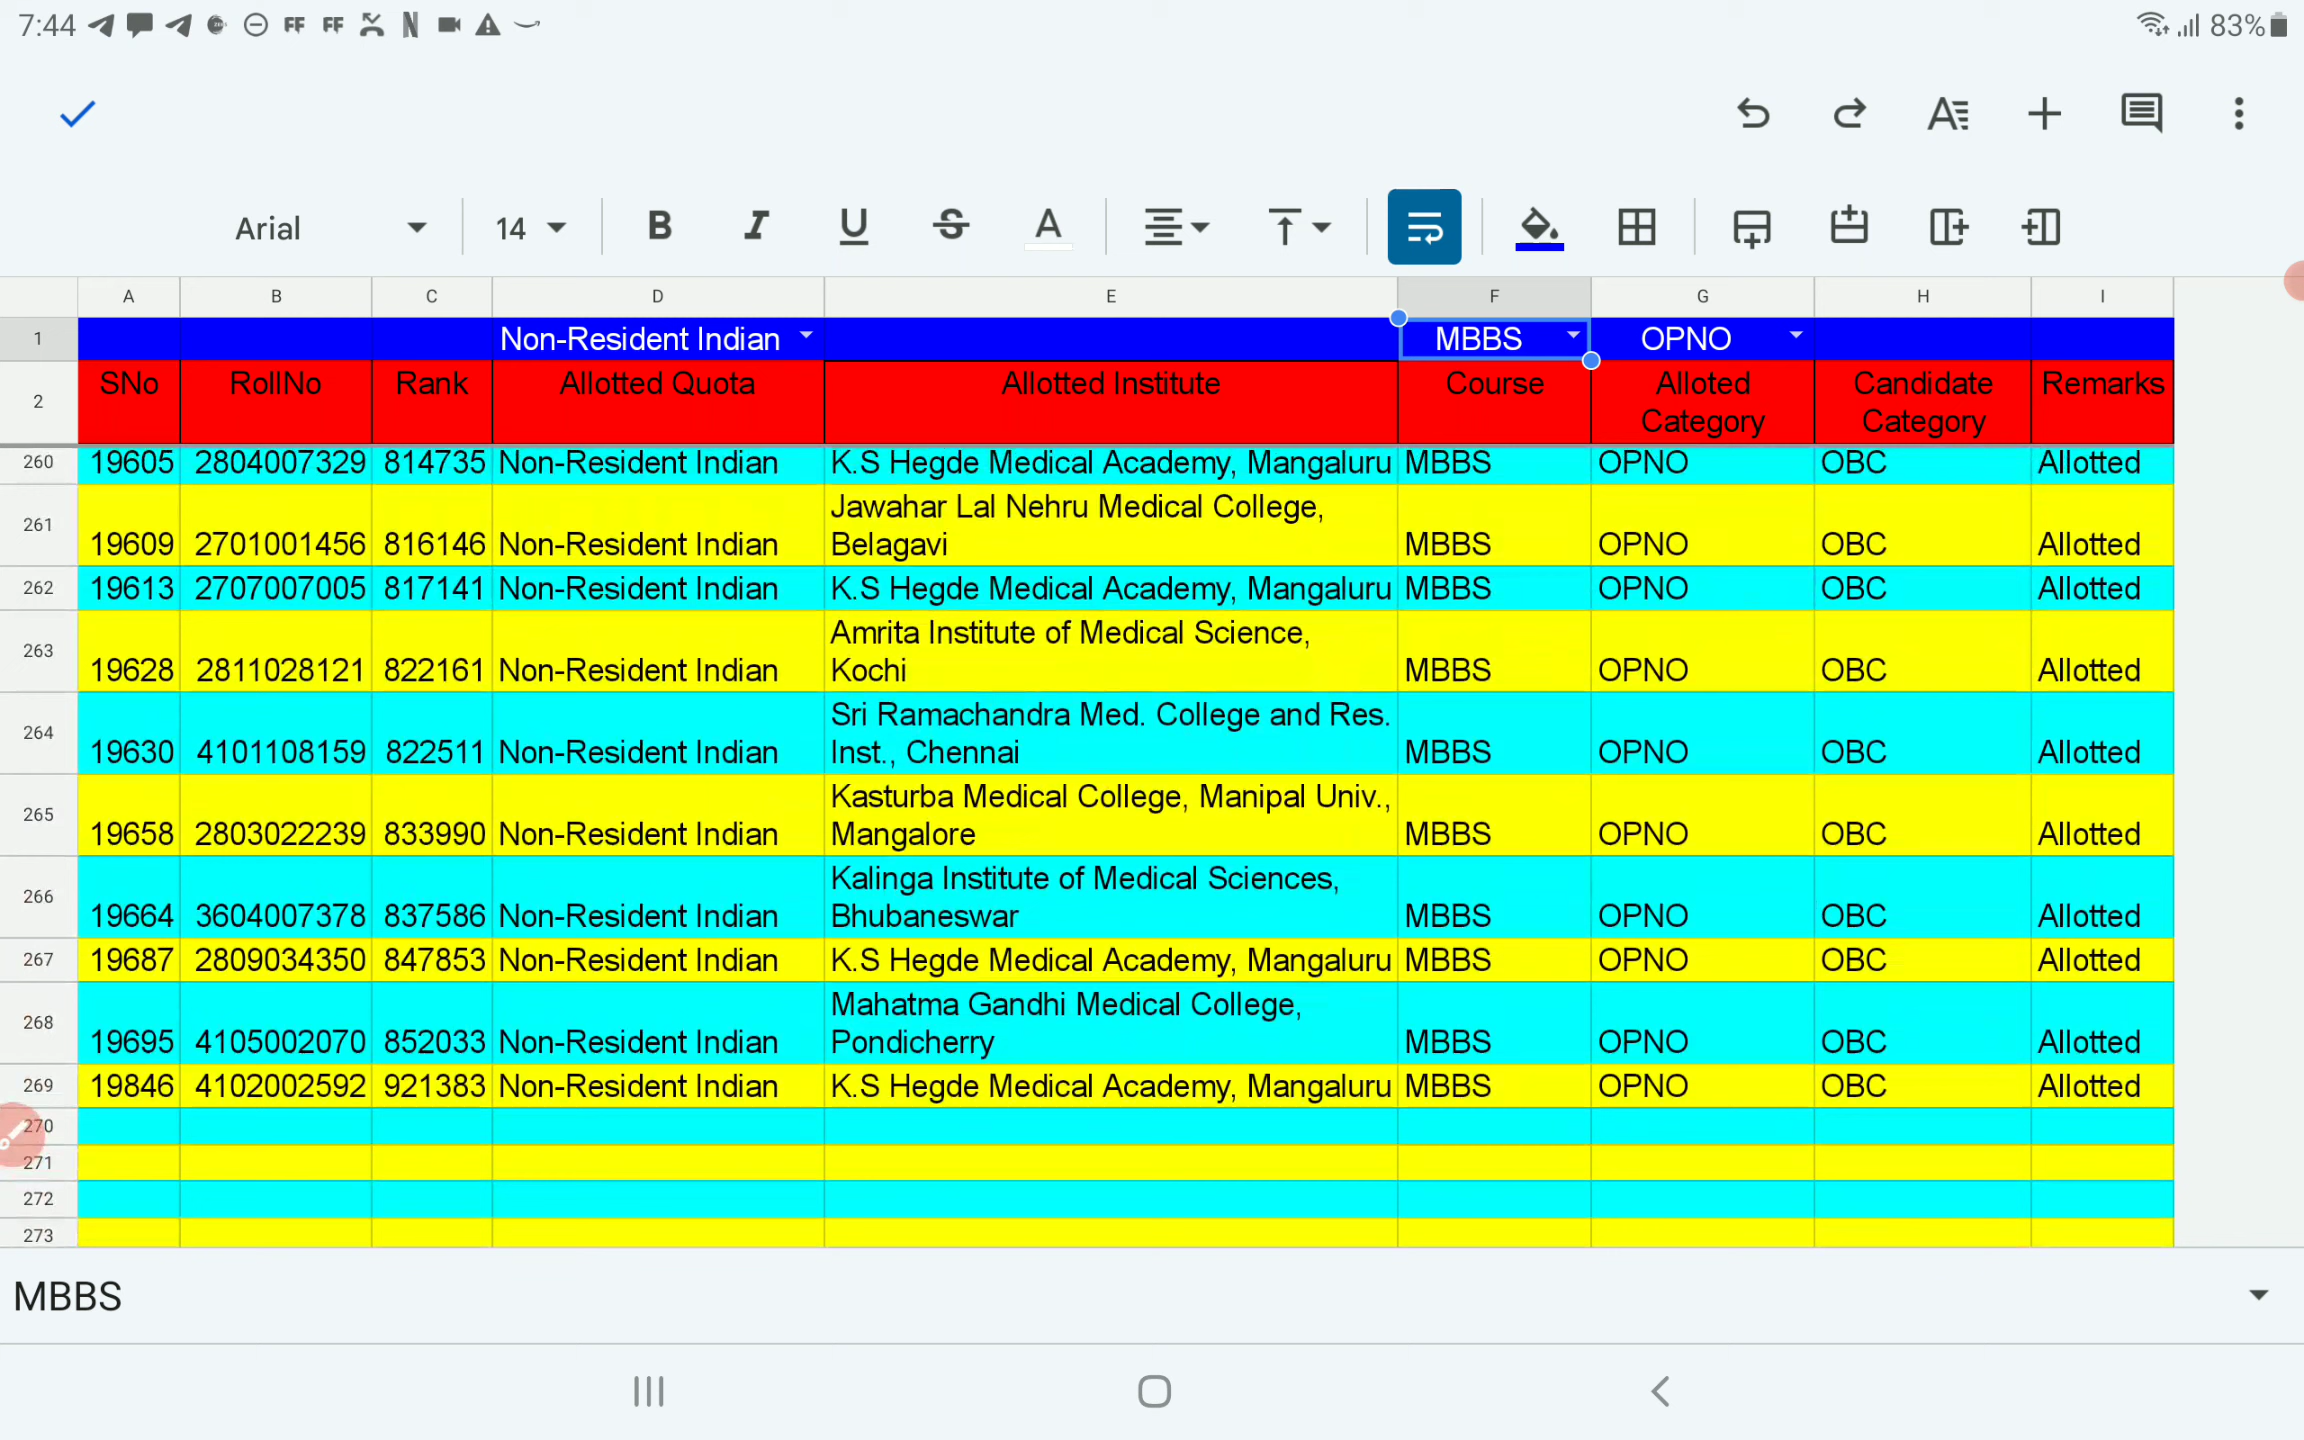 7:44 83%
Arial 14 B I U S A
A B C D E F G H I
1 Non-Resident Indian MBBS OPNO
2 SNo RollNo Rank Allotted Quota Allotted Institute Course Alloted Candidate Remarks
Category Category
260 19605 2804007329 814735 Non-Resident Indian K.S Hegde Medical Academy, Mangaluru MBBS OPNO OBC Allotted
Jawahar Lal Nehru Medical College,
261 19609 2701001456 816146 Non-Resident Indian Belagavi MBBS OPNO OBC Allotted
262 19613 2707007005 817141 Non-Resident Indian K.S Hegde Medical Academy, Mangaluru MBBS OPNO OBC Allotted
Amrita Institute of Medical Science,
263 19628 2811028121 822161 Non-Resident Indian Kochi MBBS OPNO OBC Allotted
Sri Ramachandra Med. College and Res.
264 19630 4101108159 822511 Non-Resident Indian Inst., Chennai MBBS OPNO OBC Allotted
Kasturba Medical College, Manipal Univ.,
265 19658 2803022239 833990 Non-Resident Indian Mangalore MBBS OPNO OBC Allotted
Kalinga Institute of Medical Sciences,
266 19664 3604007378 837586 Non-Resident Indian Bhubaneswar MBBS OPNO OBC Allotted
267 19687 2809034350 847853 Non-Resident Indian K.S Hegde Medical Academy, Mangaluru MBBS OPNO OBC Allotted
Mahatma Gandhi Medical College,
268 19695 4105002070 852033 Non-Resident Indian Pondicherry MBBS OPNO OBC Allotted
269 19846 4102002592 921383 Non-Resident Indian K.S Hegde Medical Academy, Mangaluru MBBS OPNO OBC Allotted
270
271
272
273
MBBS